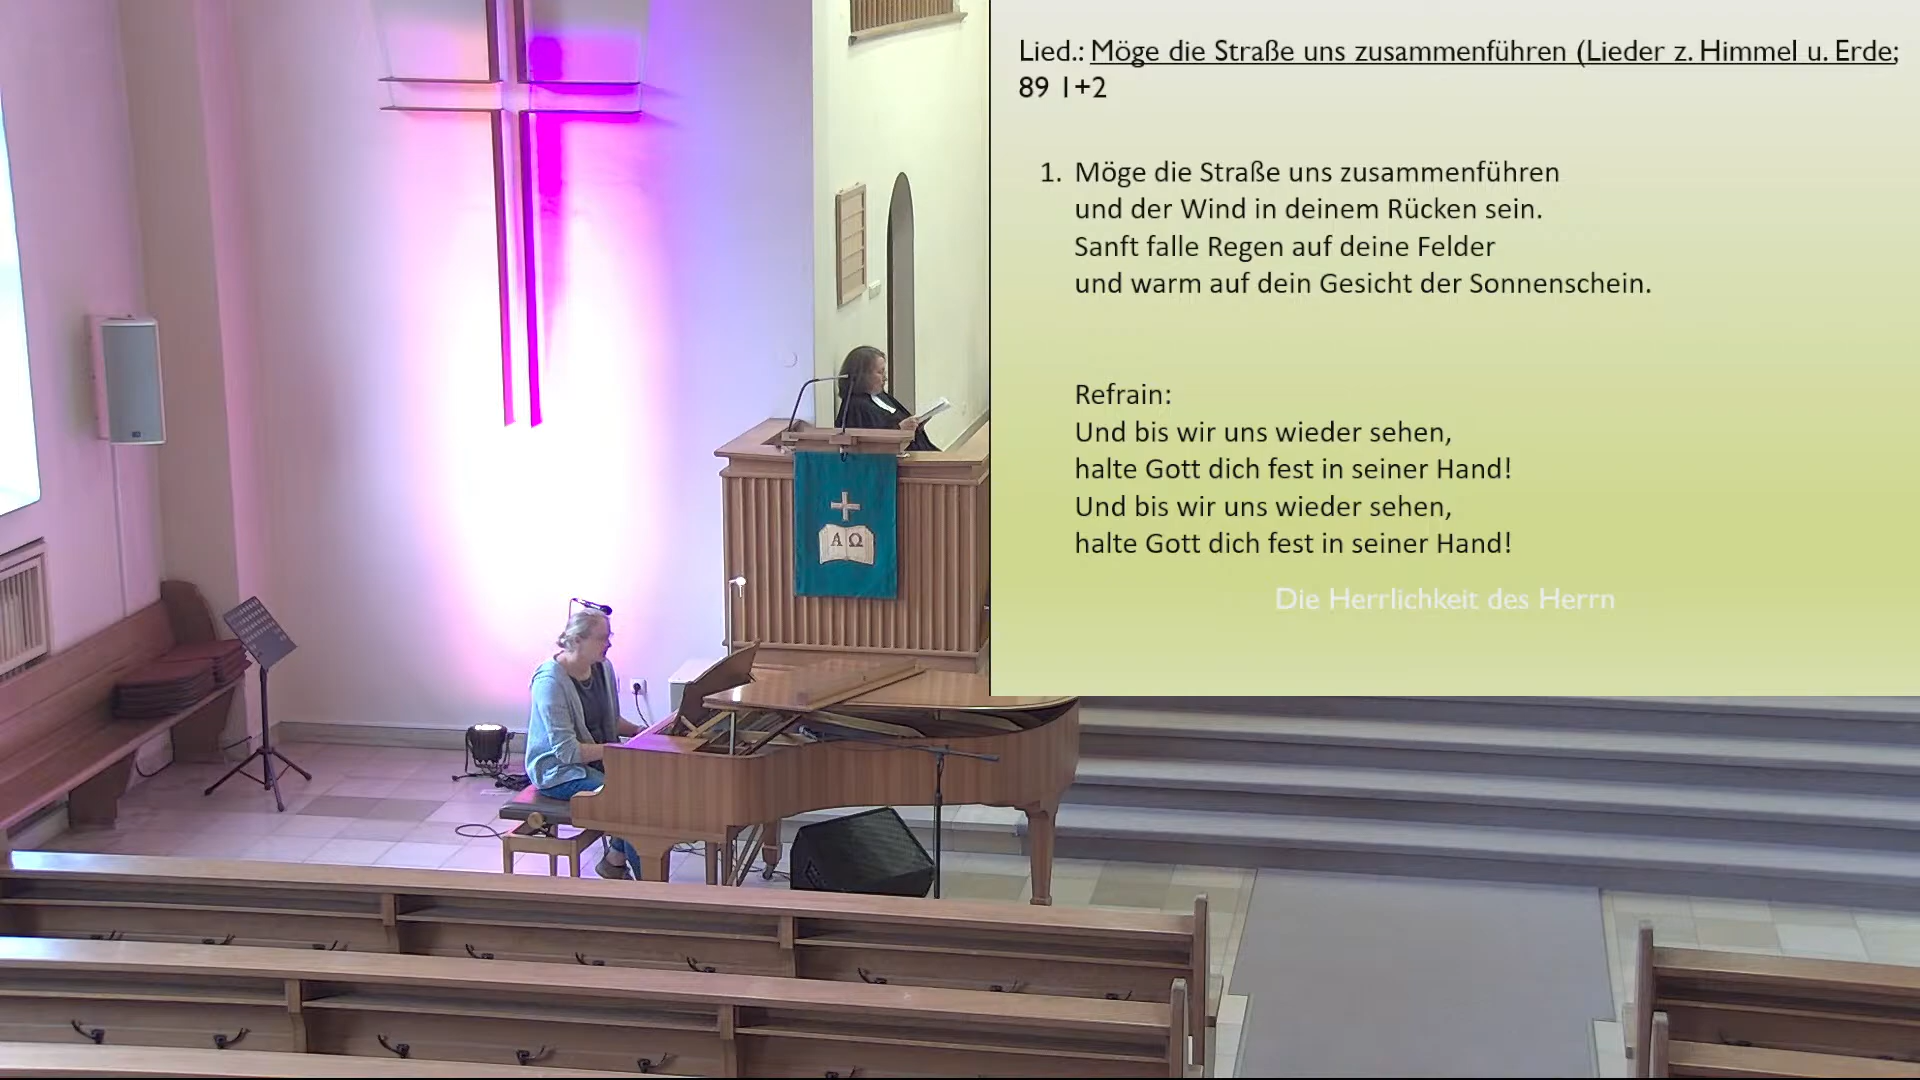 Lied.: Möge die Straße uns zusammenführen (Lieder z. Himmel u. Erde;
89 1+2
1. Möge die Straße uns zusammenführen
und der Wind in deinem Rücken sein.
Sanft falle Regen auf deine Felder
und warm auf dein Gesicht der Sonnenschein.
Refrain:
Und bis wir uns wieder sehen,
halte Gott dich fest in seiner Hand!
Und bis wir uns wieder sehen,
halte Gott dich fest in seiner Hand!
Die Herrlichkeit des Herrn
Α Ω